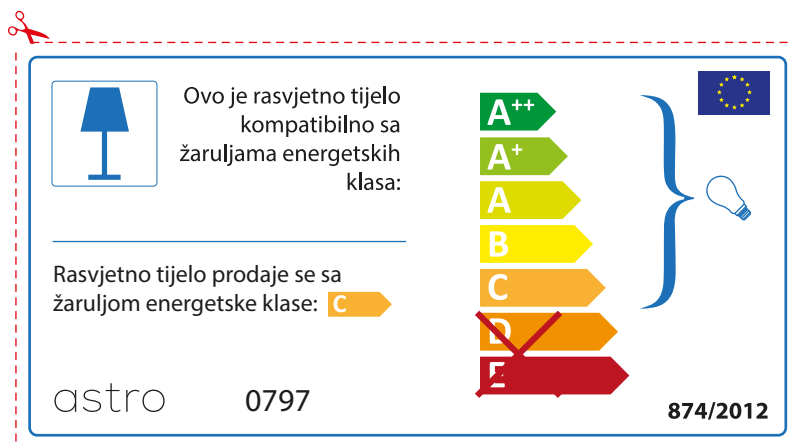 Ovo je rasvjetno tijelo
kompatibilno sa
žaruljama energetskih
klasa:
A++
A+
A
B
C
D
E
Rasvjetno tijelo prodaje se sa
žaruljom energetske klase: C
astro 0797
874/2012